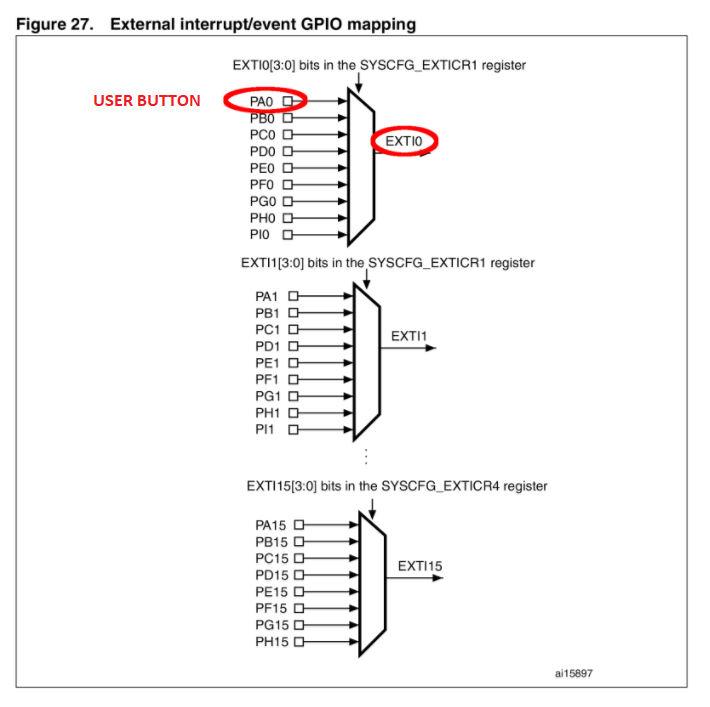 Figure 27. External interrupt/event GPIO mapping
EXTI0[3:0] bits in the SYSCFG_EXTICR1 register
USER BUTTON
PA0
PB0
PC0
PD0
PE0
PF0
PG0
PH0
PI0
EXTI0
EXTI1[3:0] bits in the SYSCFG_EXTICR1 register
PA1
PB1
PC1
PD1
PE1
PF1
PG1
PH1
PI1
EXTI1
EXTI15[3:0] bits in the SYSCFG_EXTICR4 register
PA15
PB15
PC15
PD15
PE15
PF15
PG15
PH15
EXTI15
ai15897